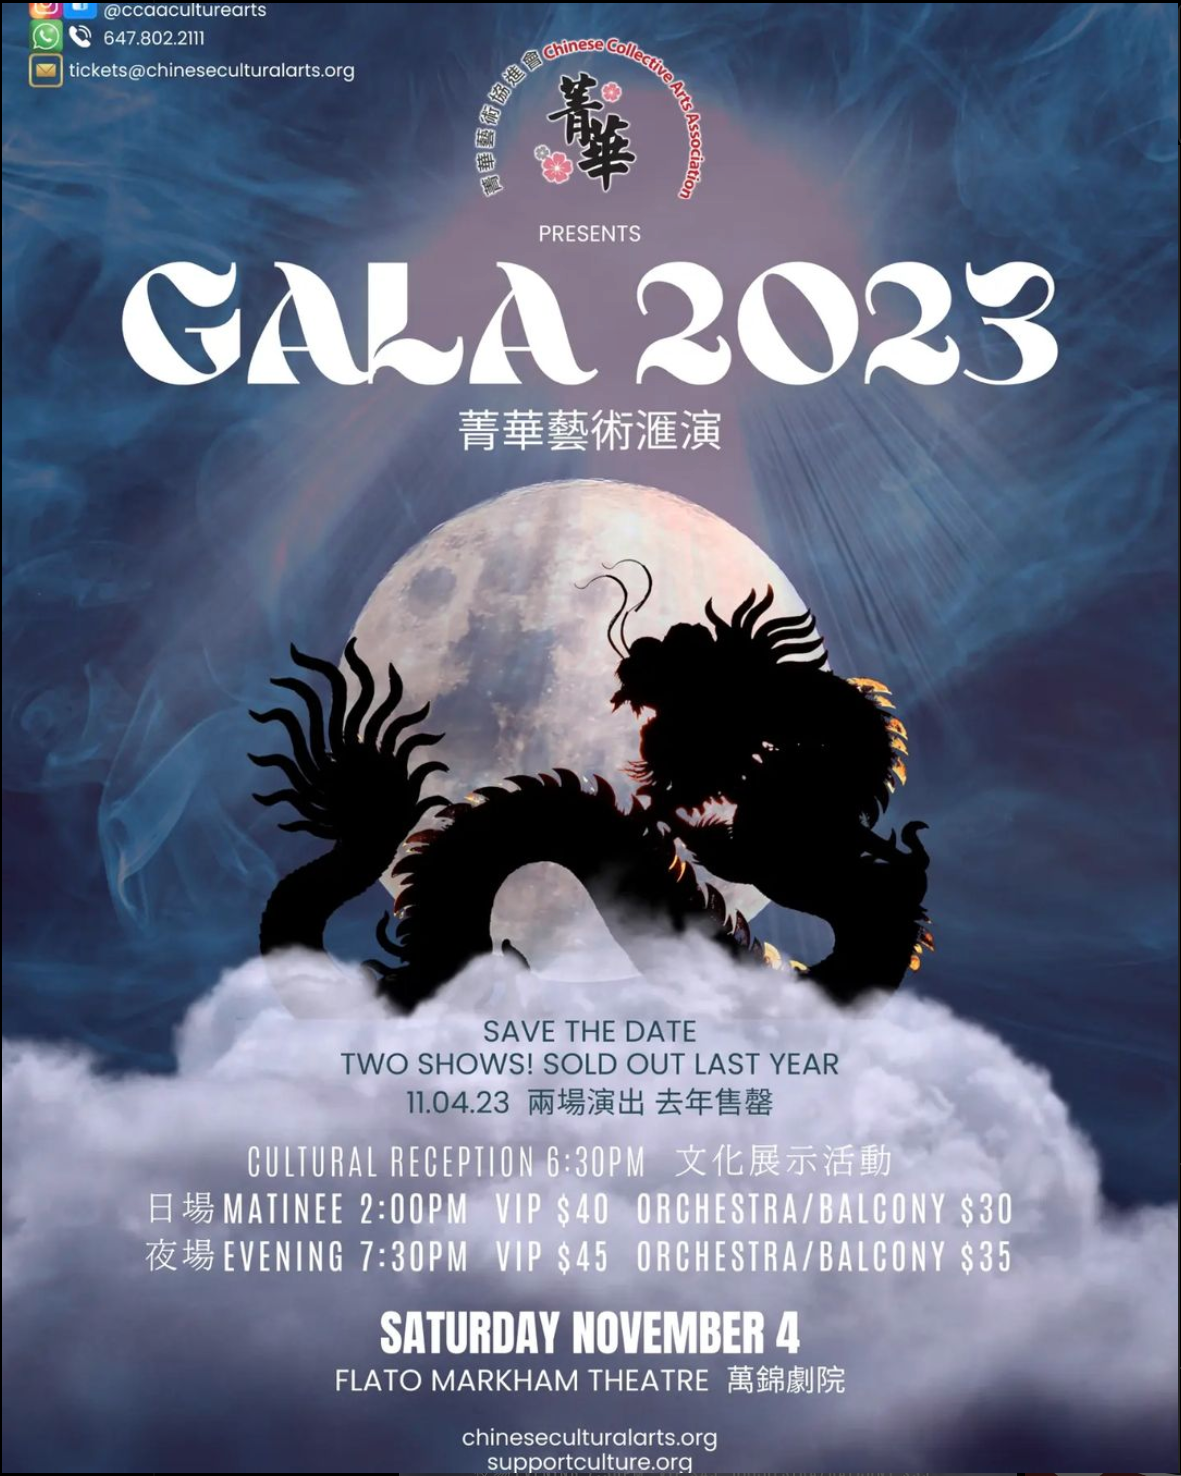 @ccaaculturearts
647.802.2111
tickets@chineseculturalarts.org
菁華藝術協進會 Chinese Collective Arts Association
菁華
PRESENTS
GALA 2023
菁華藝術滙演
SAVE THE DATE
TWO SHOWS! SOLD OUT LAST YEAR
11.04.23 兩場演出 去年售罄
CULTURAL RECEPTION 6:30PM 文化展示活動
日場 MATINEE 2:00PM VIP $40 ORCHESTRA/BALCONY $30
夜場 EVENING 7:30PM VIP $45 ORCHESTRA/BALCONY $35
SATURDAY NOVEMBER 4
FLATO MARKHAM THEATRE 萬錦劇院
chineseculturalarts.org
supportculture.org